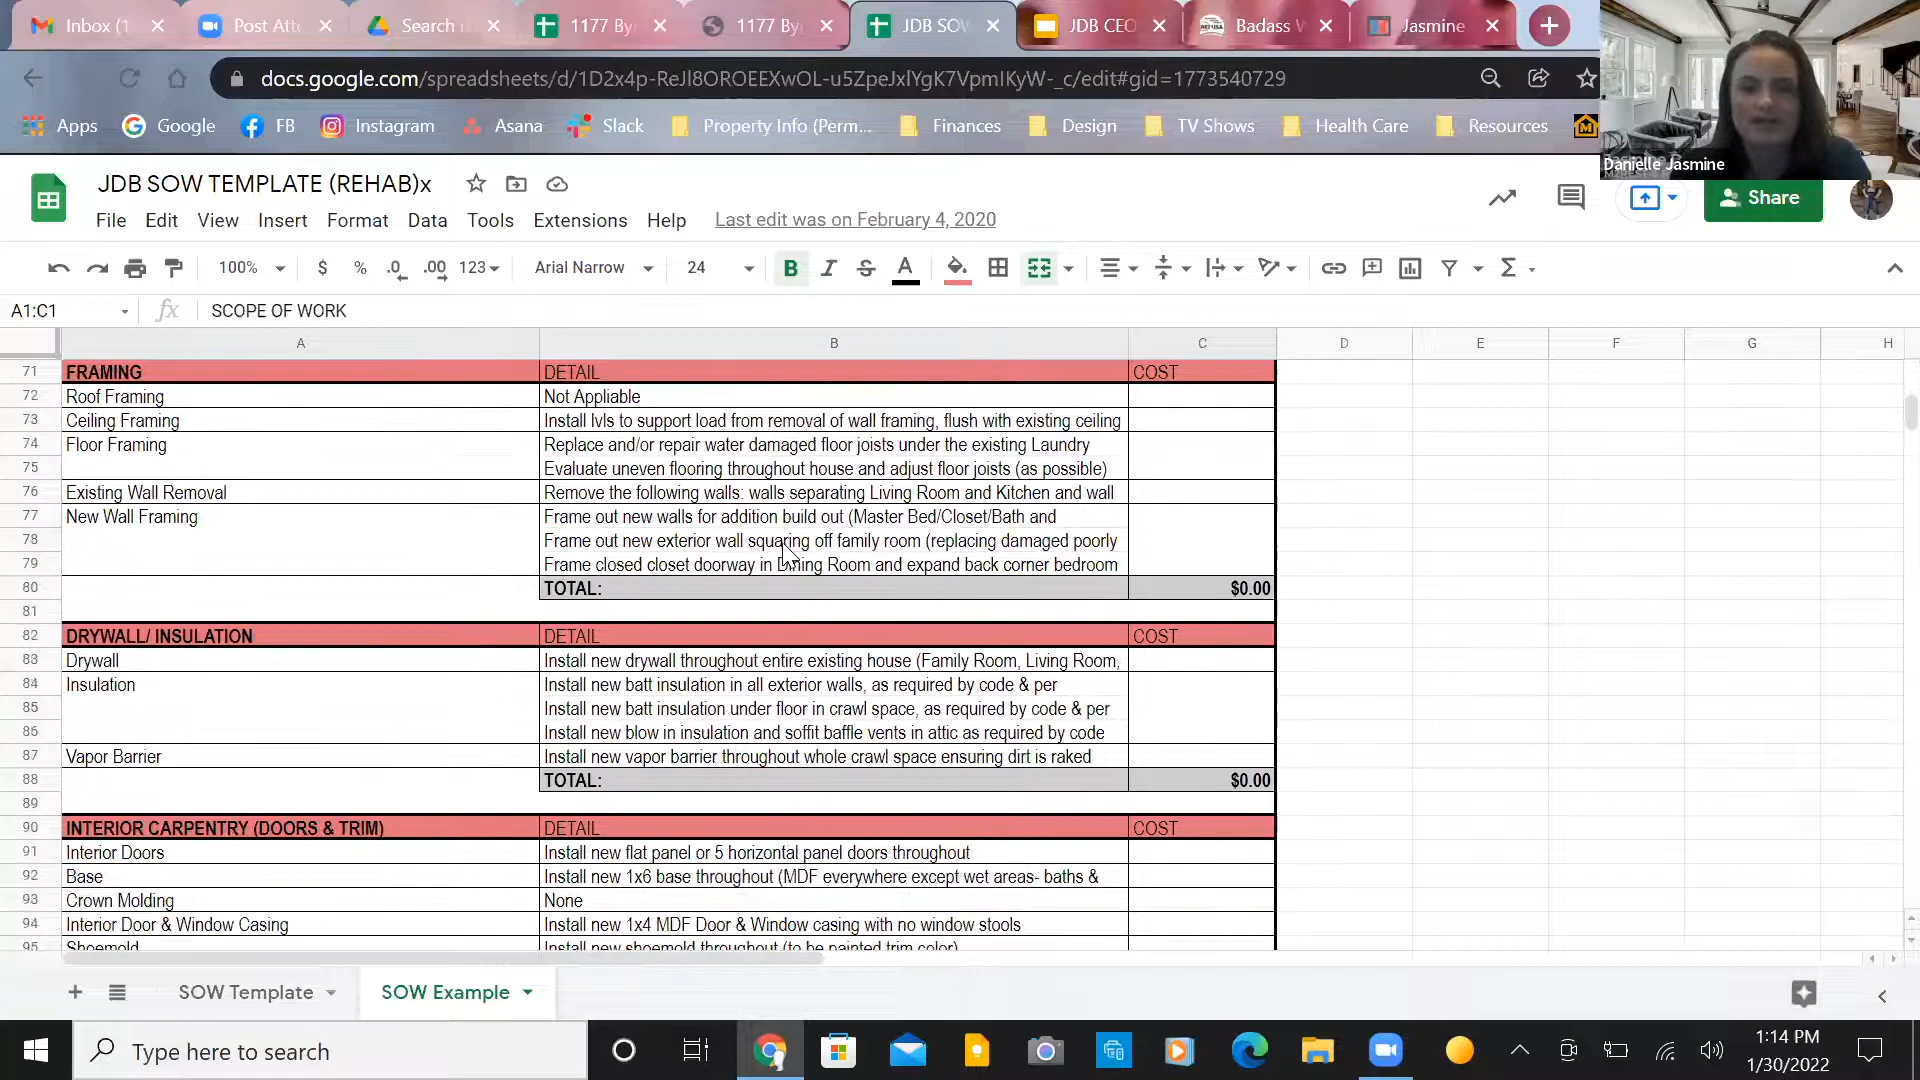 Inbox (1
Post Atte
Search r
1177 By
1177 By
JDB SOW
JDB CEO
Badass V
Jasmine
docs.google.com/spreadsheets/d/1D2x4p-ReJl8OROEEXwOL-u5ZpeJxlYgK7VpmIKyW-_c/edit#gid=1773540729
Apps
Google
FB
Instagram
Asana
Slack
Property Info (Perm...
Finances
Design
TV Shows
Health Care
Resources
Danielle Jasmine
JDB SOW TEMPLATE (REHAB)x
File Edit View Insert Format Data Tools Extensions Help Last edit was on February 4, 2020
Share
100% $ % .0 .00 123 Arial Narrow 24 B I S A
A1:C1 fx SCOPE OF WORK
A B C D E F G H
71 FRAMING DETAIL COST
72 Roof Framing Not Appliable
73 Ceiling Framing Install lvls to support load from removal of wall framing, flush with existing ceiling
74 Floor Framing Replace and/or repair water damaged floor joists under the existing Laundry
75 Evaluate uneven flooring throughout house and adjust floor joists (as possible)
76 Existing Wall Removal Remove the following walls: walls separating Living Room and Kitchen and wall
77 New Wall Framing Frame out new walls for addition build out (Master Bed/Closet/Bath and
78 Frame out new exterior wall squaring off family room (replacing damaged poorly
79 Frame closed closet doorway in Dining Room and expand back corner bedroom
80 TOTAL: $0.00
81
82 DRYWALL/ INSULATION DETAIL COST
83 Drywall Install new drywall throughout entire existing house (Family Room, Living Room,
84 Insulation Install new batt insulation in all exterior walls, as required by code & per
85 Install new batt insulation under floor in crawl space, as required by code & per
86 Install new blow in insulation and soffit baffle vents in attic as required by code
87 Vapor Barrier Install new vapor barrier throughout whole crawl space ensuring dirt is raked
88 TOTAL: $0.00
89
90 INTERIOR CARPENTRY (DOORS & TRIM) DETAIL COST
91 Interior Doors Install new flat panel or 5 horizontal panel doors throughout
92 Base Install new 1x6 base throughout (MDF everywhere except wet areas- baths &
93 Crown Molding None
94 Interior Door & Window Casing Install new 1x4 MDF Door & Window casing with no window stools
95 Shoemold Install new shoemold throughout (to be painted trim color)
SOW Template
SOW Example
Type here to search
1:14 PM
1/30/2022